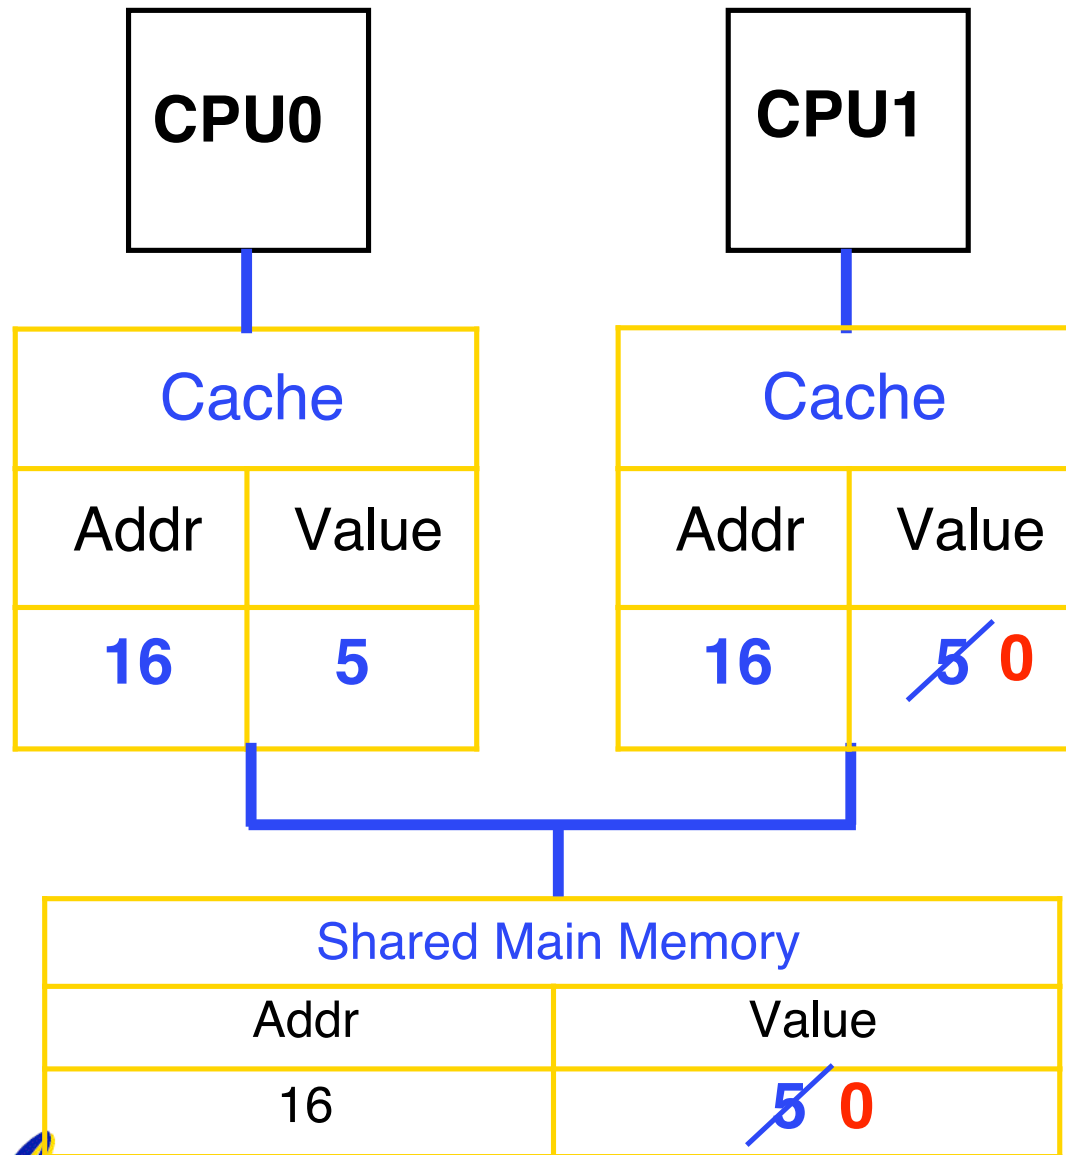 CPU0 CPU1
Cache Cache
Addr Value Addr Value
16 5 16 5 0
Shared Main Memory
Addr Value
16 5 0